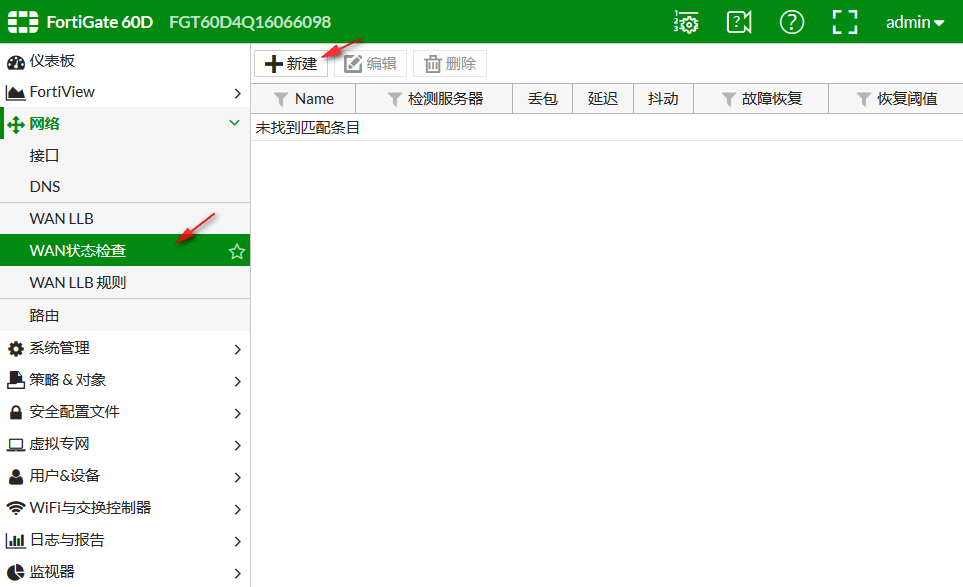 FortiGate 60D FGT60D4Q16066098 admin
仪表板
FortiView
网络
接口
DNS
WAN LLB
WAN状态检查
WAN LLB 规则
路由
系统管理
策略 & 对象
安全配置文件
虚拟专网
用户&设备
WiFi与交换控制器
日志与报告
监视器
新建 编辑 删除
Name 检测服务器 丢包 延迟 抖动 故障恢复 恢复阈值
未找到匹配条目